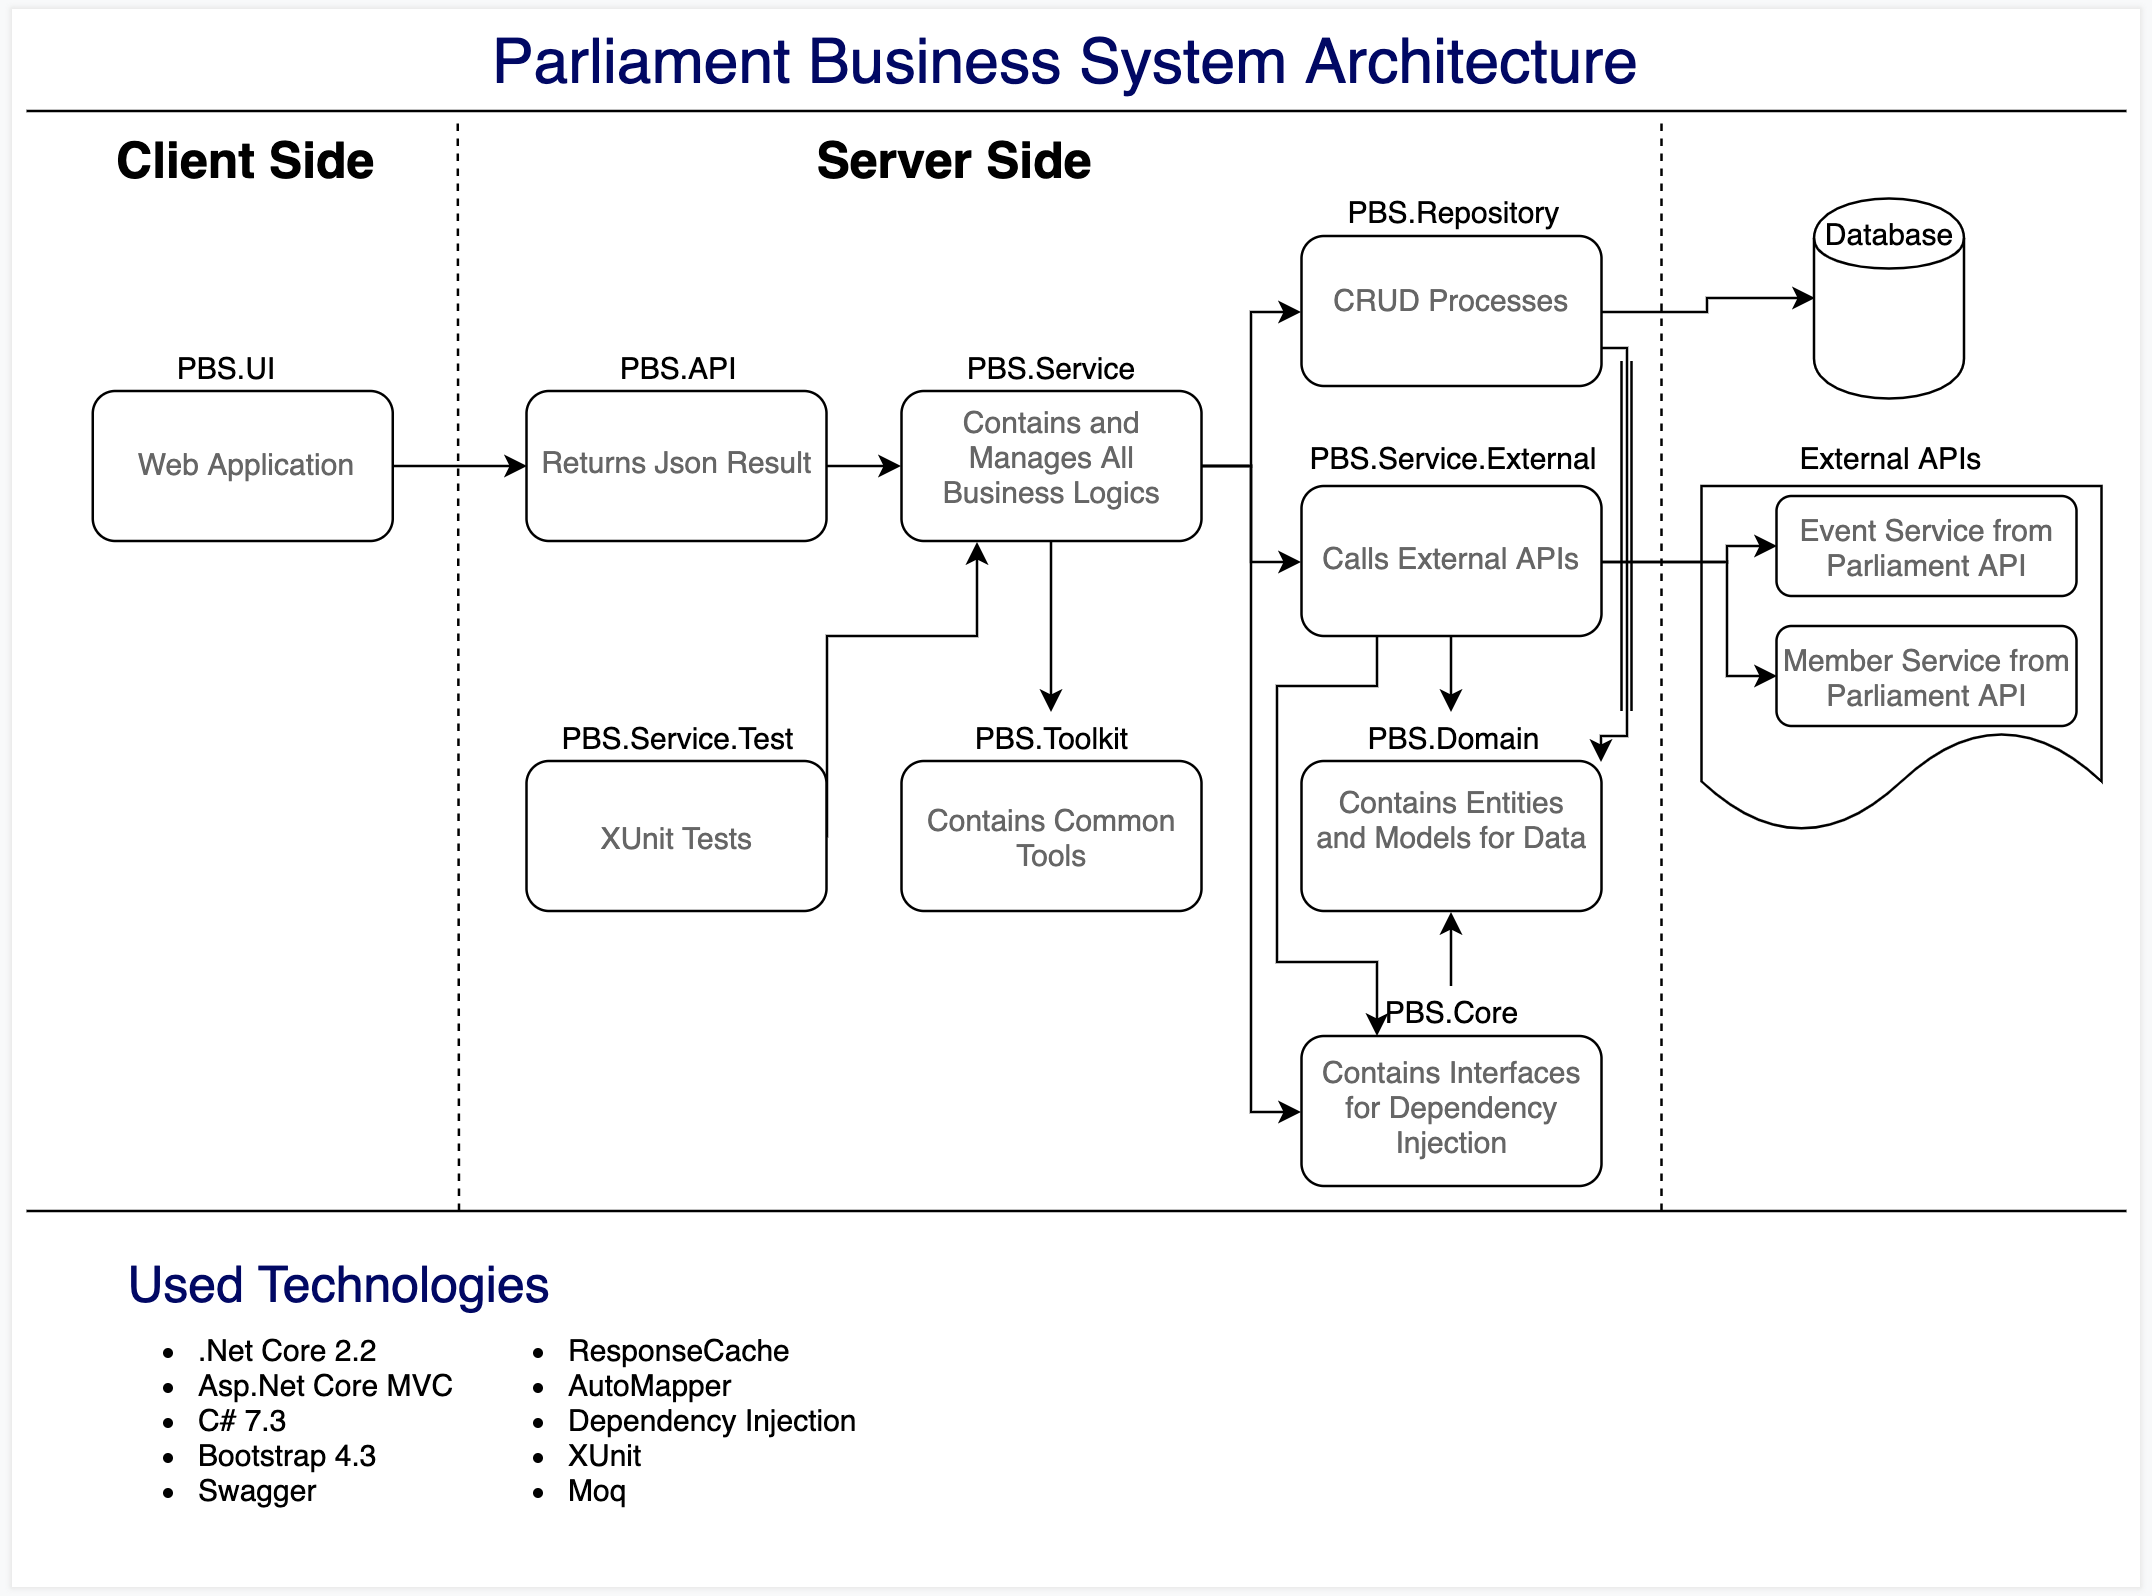 Parliament Business System Architecture
Client Side
Server Side
PBS.Repository
CRUD Processes
Database
PBS.UI
Web Application
PBS.API
Returns Json Result
PBS.Service
Contains and
Manages All
Business Logics
PBS.Service.External
Calls External APIs
External APIs
Event Service from
Parliament API
Member Service from
Parliament API
PBS.Service.Test
XUnit Tests
PBS.Toolkit
Contains Common
Tools
PBS.Domain
Contains Entities
and Models for Data
PBS.Core
Contains Interfaces
for Dependency
Injection
Used Technologies
.Net Core 2.2
Asp.Net Core MVC
C# 7.3
Bootstrap 4.3
Swagger
ResponseCache
AutoMapper
Dependency Injection
XUnit
Moq